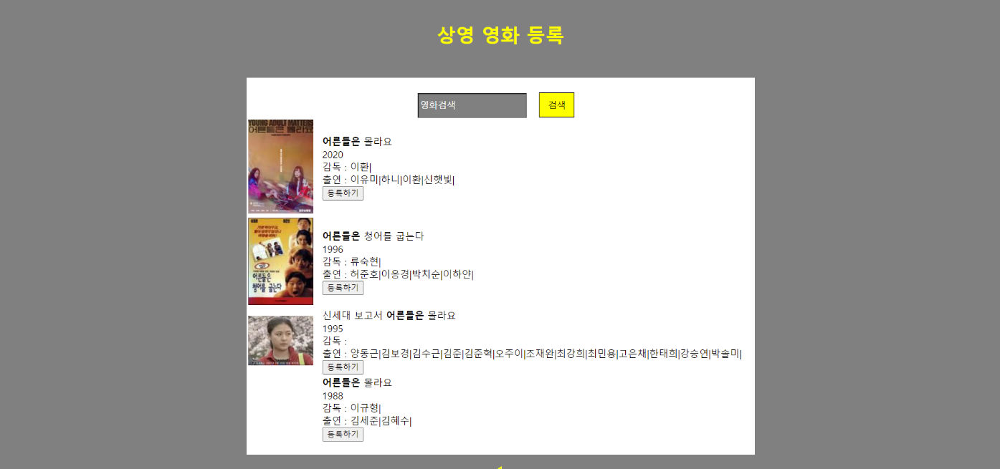 상영 영화 등록
영화검색
검색
YOUNG ADULT MATTERS
어른들은 몰라요
어른들은 몰라요
2020
감독 : 이환|
출연 : 이유미|하니|이환|신햇빛|
등록하기
어른들은
청어를 굽는다
어른들은 청어를 굽는다
1996
감독 : 류숙현|
출연 : 허준호|이응경|박치순|이하얀|
등록하기
신세대 보고서 어른들은 몰라요
1995
감독 :
출연 : 양동근|김보경|김수근|김준|김준혁|오주이|조재완|최강희|최민용|고은채|한태희|강승연|박솔미|
등록하기
어른들은 몰라요
1988
감독 : 이규형|
출연 : 김세준|김혜수|
등록하기